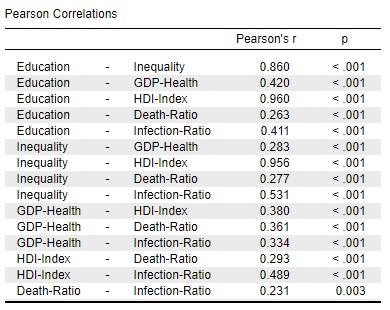 Pearson Correlations
Pearson's r p
Education - Inequality 0.860 < .001
Education - GDP-Health 0.420 < .001
Education - HDI-Index 0.960 < .001
Education - Death-Ratio 0.263 < .001
Education - Infection-Ratio 0.411 < .001
Inequality - GDP-Health 0.283 < .001
Inequality - HDI-Index 0.956 < .001
Inequality - Death-Ratio 0.277 < .001
Inequality - Infection-Ratio 0.531 < .001
GDP-Health - HDI-Index 0.380 < .001
GDP-Health - Death-Ratio 0.361 < .001
GDP-Health - Infection-Ratio 0.334 < .001
HDI-Index - Death-Ratio 0.293 < .001
HDI-Index - Infection-Ratio 0.489 < .001
Death-Ratio - Infection-Ratio 0.231 0.003